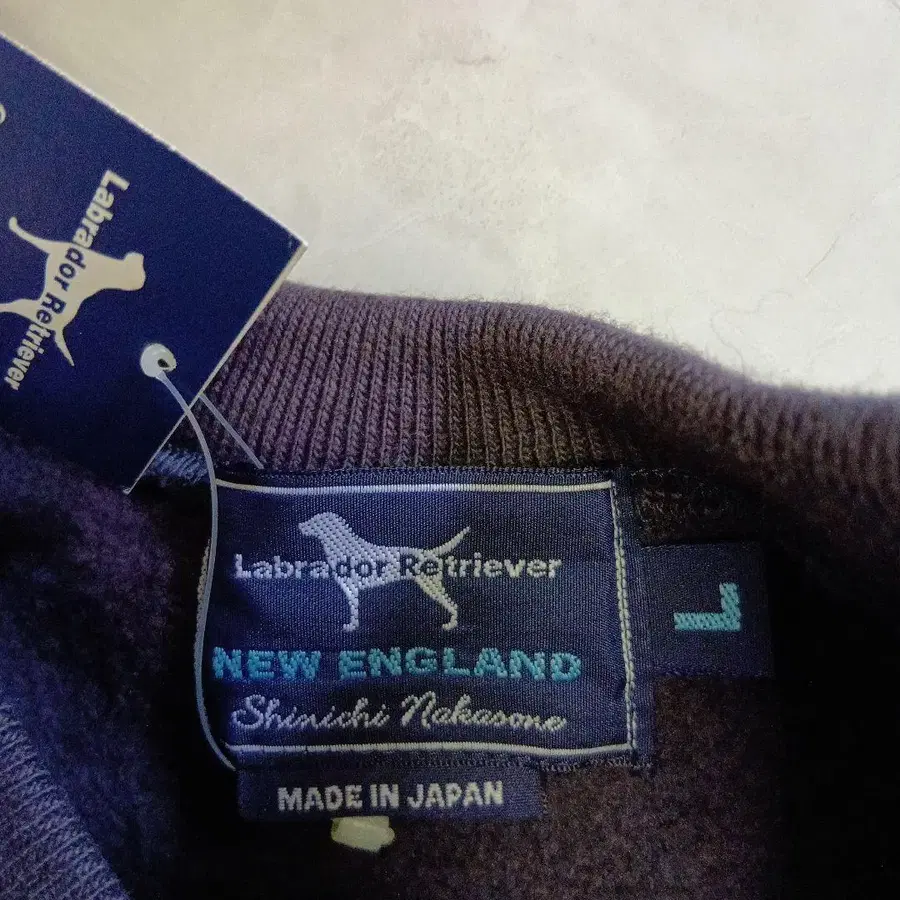 Labrador Retriever
Labrador Retriever
NEW ENGLAND
Shinichi Nakasone
L
MADE IN JAPAN